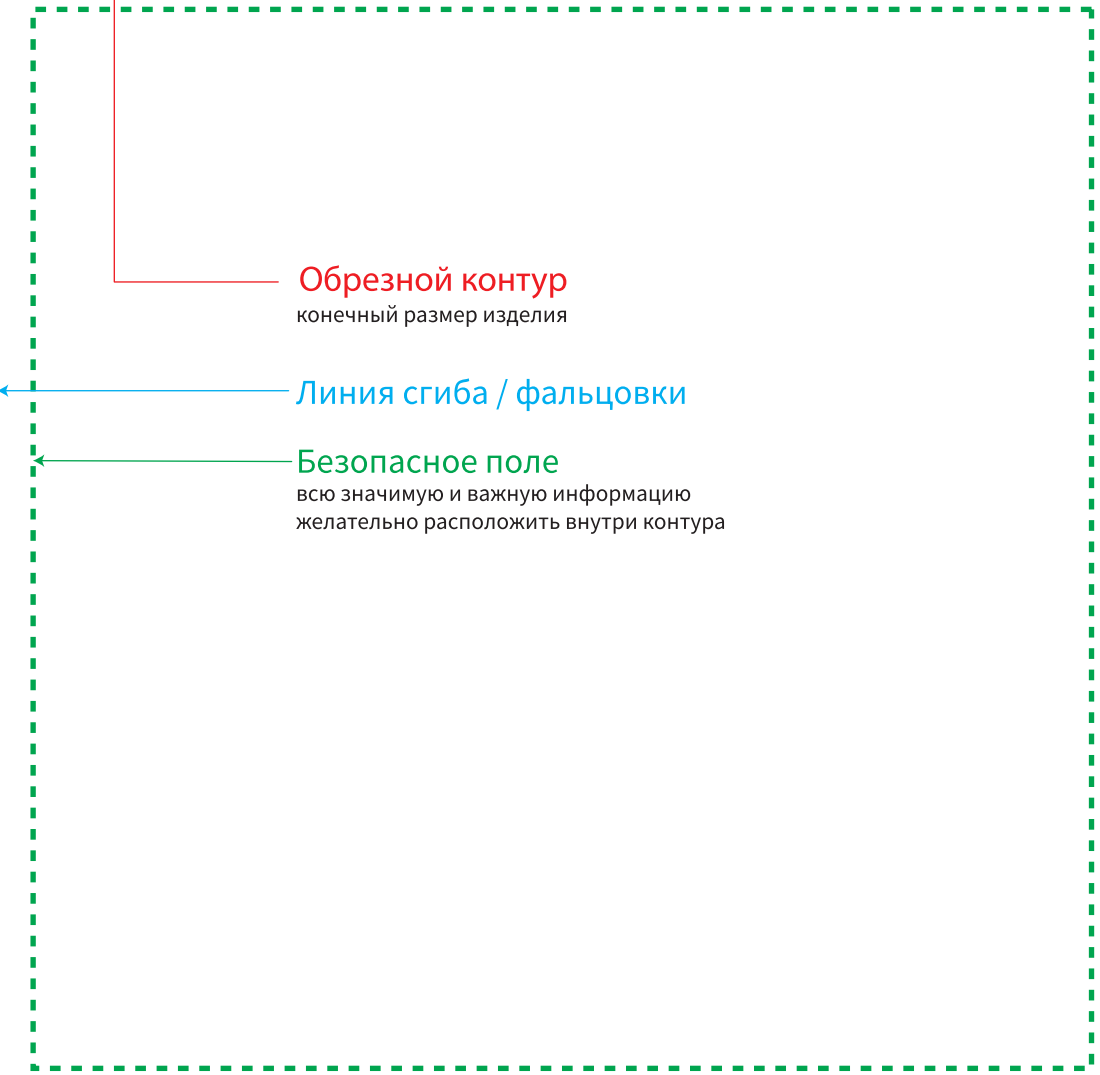 Обрезной контур
конечный размер изделия
Линия сгиба / фальцовки
Безопасное поле
всю значимую и важную информацию
желательно расположить внутри контура